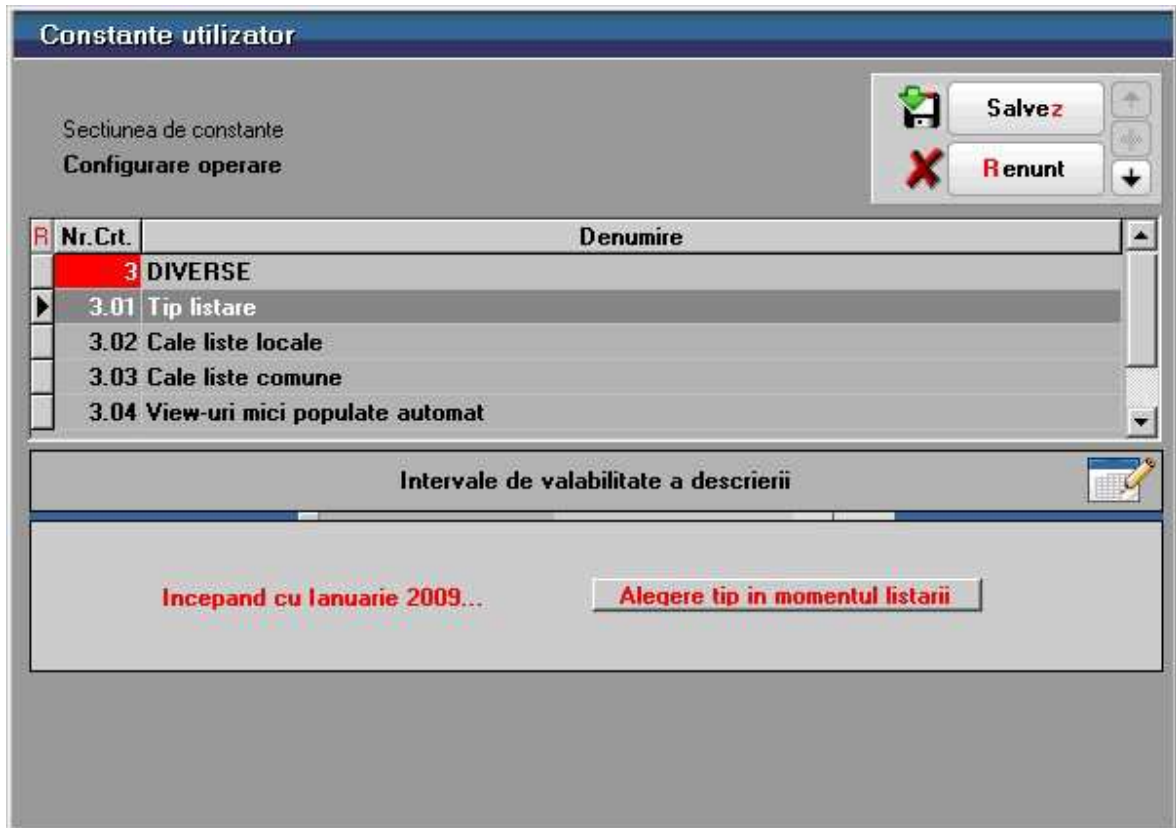 Constante utilizator
Salvez
Sectiunea de constante
Configurare operare
Renunt
R Nr.Crt. Denumire
3 DIVERSE
3.01 Tip listare
3.02 Cale liste locale
3.03 Cale liste comune
3.04 View-uri mici populate automat
Intervale de valabilitate a descrierii
Incepand cu Ianuarie 2009... Alegere tip in momentul listarii